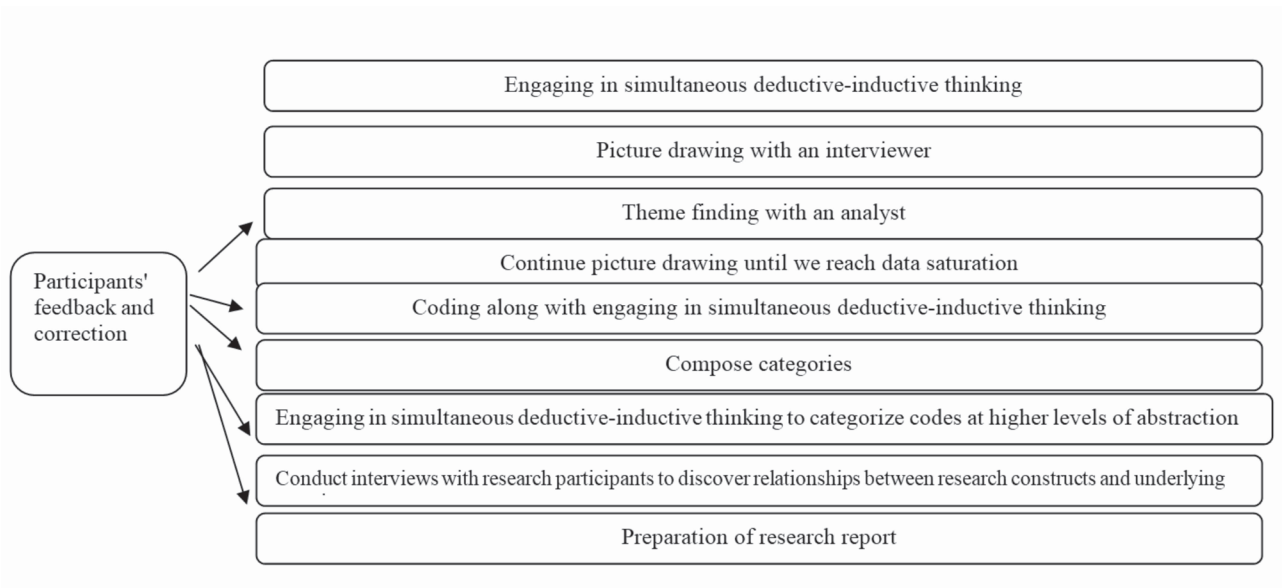 Engaging in simultaneous deductive-inductive thinking
Picture drawing with an interviewer
Theme finding with an analyst
Continue picture drawing until we reach data saturation
Coding along with engaging in simultaneous deductive-inductive thinking
Compose categories
Engaging in simultaneous deductive-inductive thinking to categorize codes at higher levels of abstraction
Conduct interviews with research participants to discover relationships between research constructs and underlying
Preparation of research report
Participants'
feedback and
correction